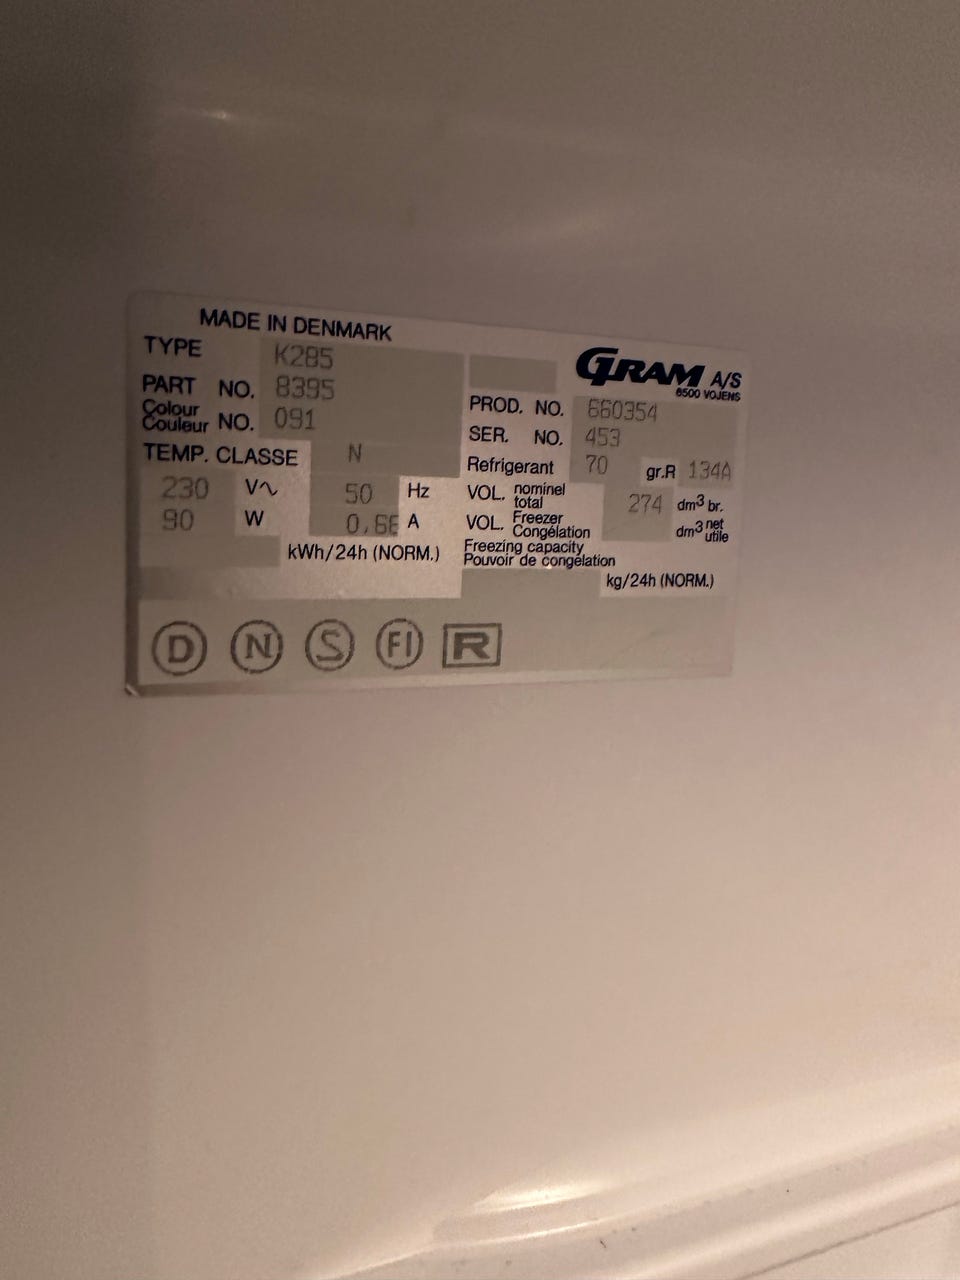 MADE IN DENMARK
TYPE K285
PART NO. 8395
Colour
Couleur NO. 091
TEMP. CLASSE N
230 V∿ 50 Hz
90 W 0,66 A
kWh/24h (NORM.)
GRAM A/S
6500 VOJENS
PROD. NO. 660354
SER. NO. 453
Refrigerant 70 gr.R 134A
VOL. nominel total 274 dm³ br.
VOL. Freezer Congélation dm³ net utile
Freezing capacity
Pouvoir de congélation
kg/24h (NORM.)
D N S FI R